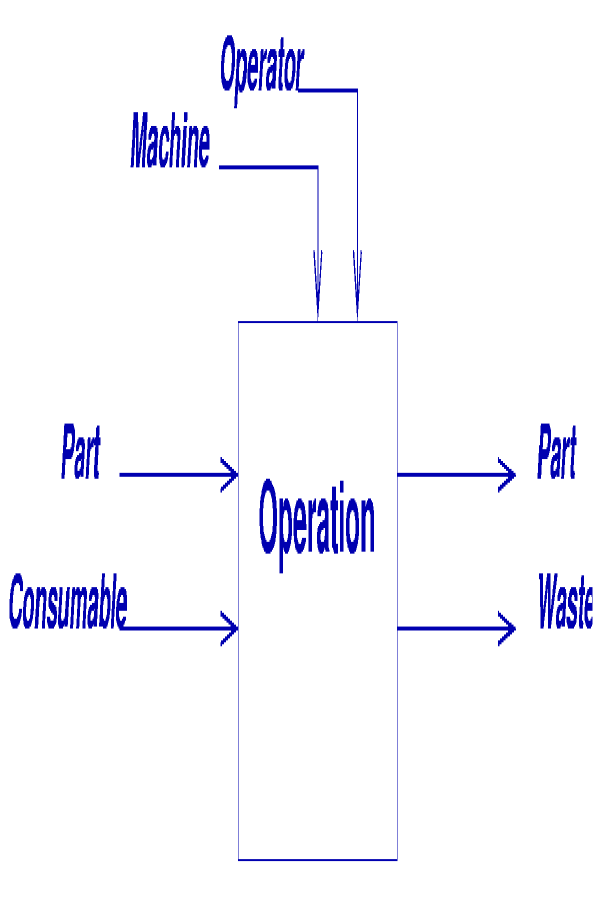 Operator
Machine
Part
Part
Operation
Consumable
Waste